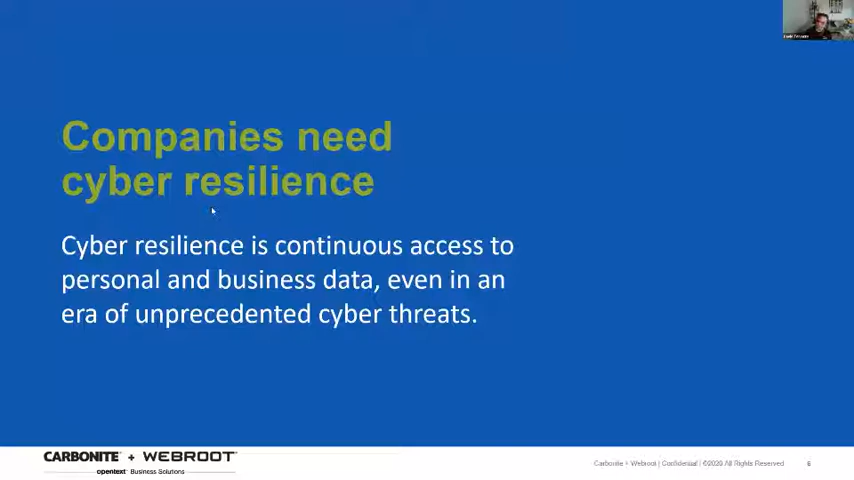 Companies need
cyber resilience
Cyber resilience is continuous access to
personal and business data, even in an
era of unprecedented cyber threats.
CARBONITE + WEBROOT
opentext Business Solutions
Carbonite + Webroot | Confidential | ©2020 All Rights Reserved 6